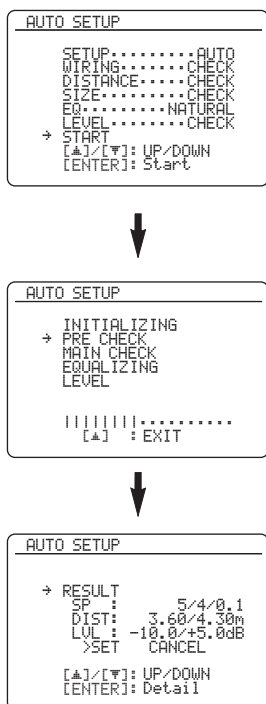 AUTO SETUP
SETUP·········AUTO
WIRING·······CHECK
DISTANCE·····CHECK
SIZE·········CHECK
EQ·········NATURAL
LEVEL········CHECK
→ START
[▲]/[▼]: UP/DOWN
[ENTER]: Start
AUTO SETUP
INITIALIZING
→ PRE CHECK
MAIN CHECK
EQUALIZING
LEVEL
||||||||··········
[▲] : EXIT
AUTO SETUP
→ RESULT
SP : 5/4/0.1
DIST: 3.60/4.30m
LVL : -10.0/+5.0dB
>SET CANCEL
[▲]/[▼]: UP/DOWN
[ENTER]: Detail